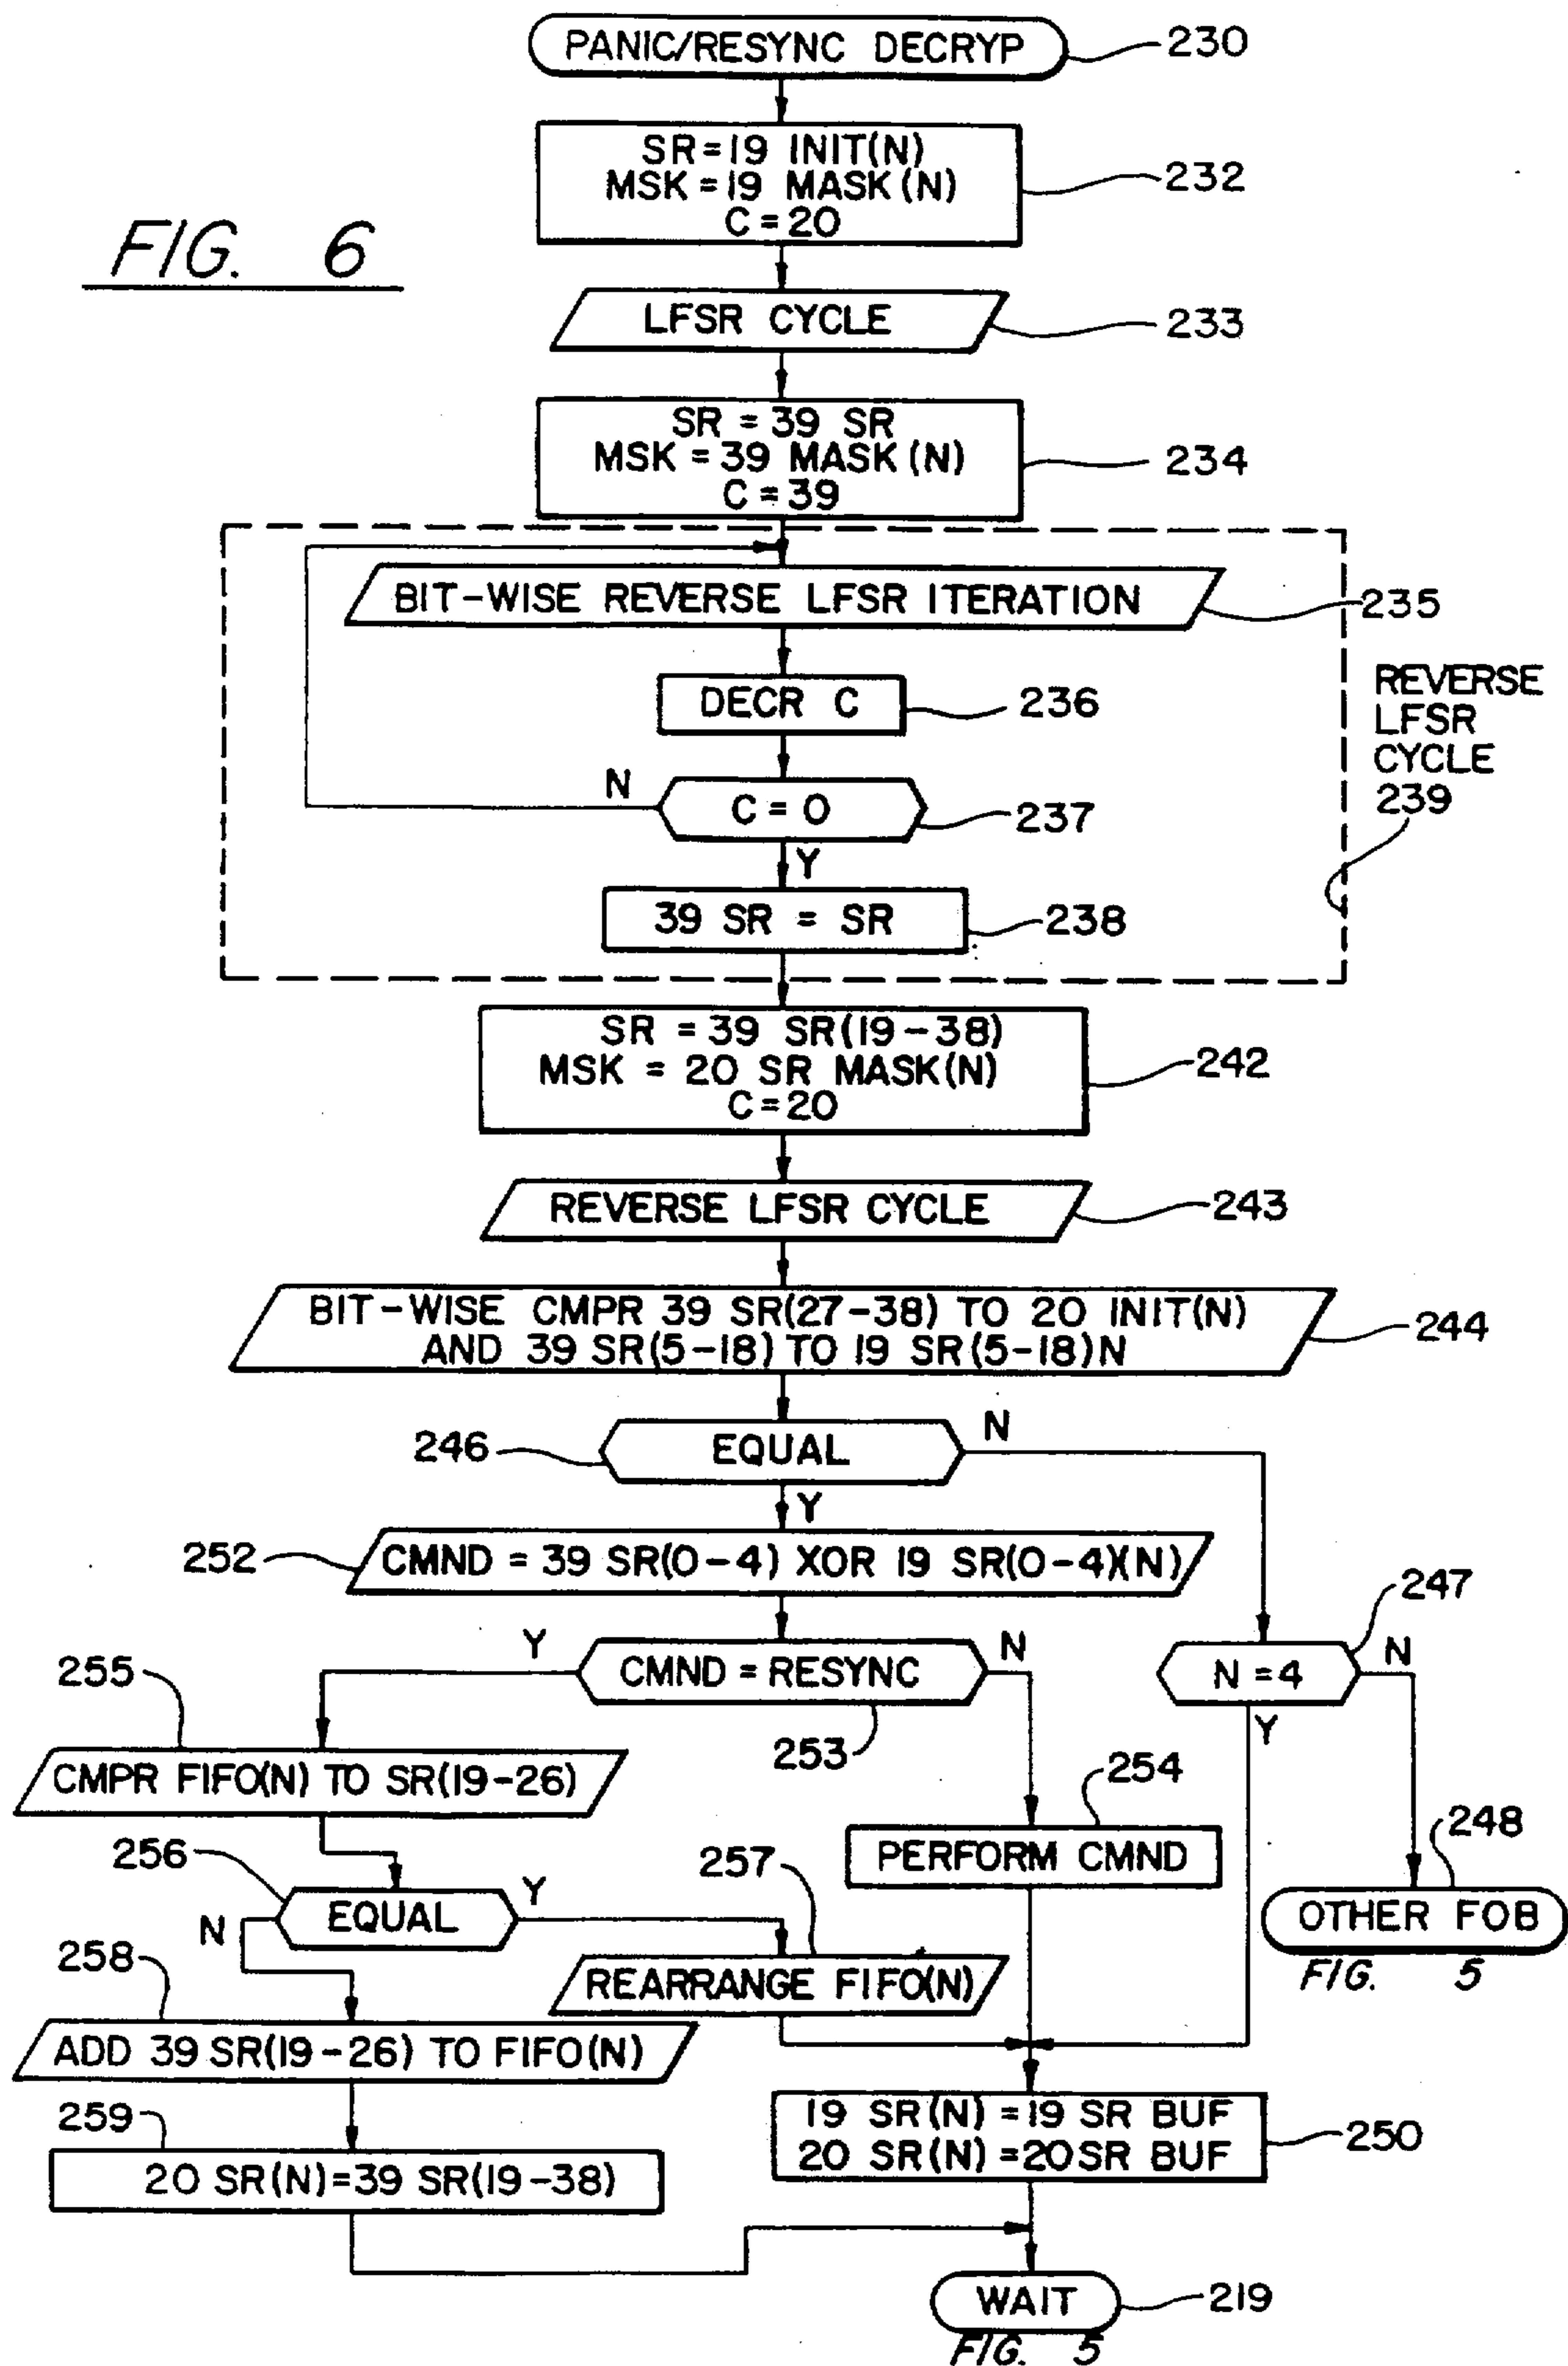 PANIC/RESYNC DECRYP
230
SR=19 INIT(N)
MSK=19 MASK(N)
C=20
232
FIG. 6
LFSR CYCLE
233
SR = 39 SR
MSK = 39 MASK(N)
C=39
234
BIT-WISE REVERSE LFSR ITERATION
235
DECR C
236
REVERSE
LFSR
CYCLE
239
N
C = 0
237
Y
39 SR = SR
238
SR = 39 SR(19-38)
MSK = 20 SR MASK(N)
C=20
242
REVERSE LFSR CYCLE
243
BIT-WISE CMPR 39 SR(27-38) TO 20 INIT(N)
AND 39 SR(5-18) TO 19 SR(5-18)N
244
246
EQUAL
N
Y
252
CMND = 39 SR(0-4) XOR 19 SR(0-4)(N)
247
Y
CMND = RESYNC
N
253
N = 4
N
Y
255
CMPR FIFO(N) TO SR(19-26)
254
PERFORM CMND
248
OTHER FOB
FIG. 5
256
EQUAL
Y
N
257
REARRANGE FIFO(N)
258
ADD 39 SR(19-26) TO FIFO(N)
259
20 SR(N)=39 SR(19-38)
19 SR(N)=19 SR BUF
20 SR(N)=20SR BUF
250
WAIT
219
FIG. 5